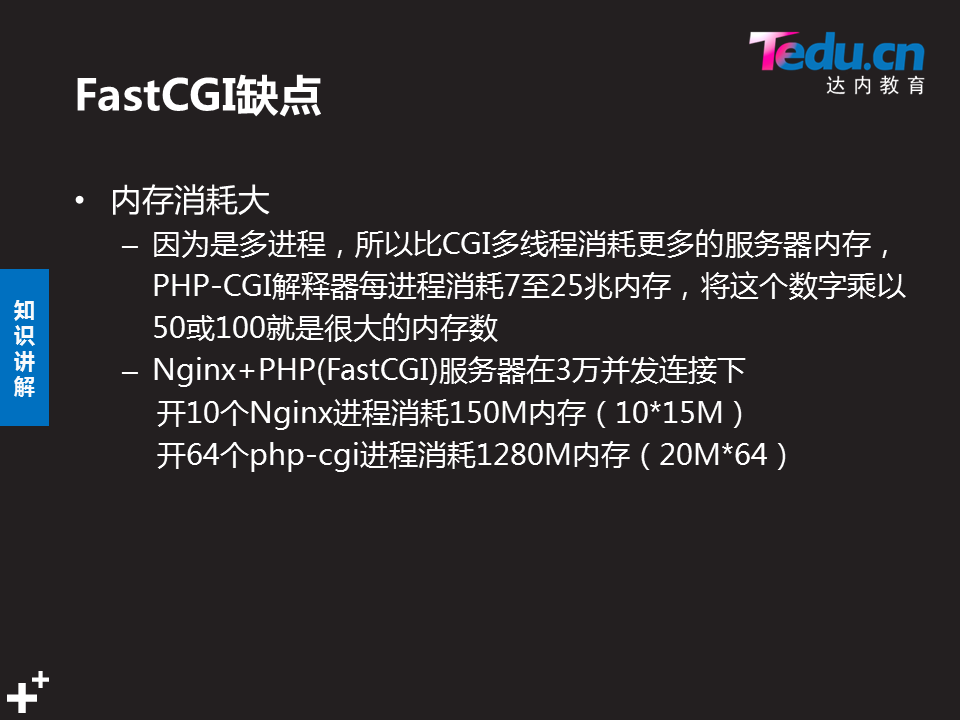 Tedu.cn
达内教育
FastCGI缺点
• 内存消耗大
– 因为是多进程，所以比CGI多线程消耗更多的服务器内存，
PHP-CGI解释器每进程消耗7至25兆内存，将这个数字乘以
50或100就是很大的内存数
– Nginx+PHP(FastCGI)服务器在3万并发连接下
开10个Nginx进程消耗150M内存（10*15M）
开64个php-cgi进程消耗1280M内存（20M*64）
知
识
讲
解